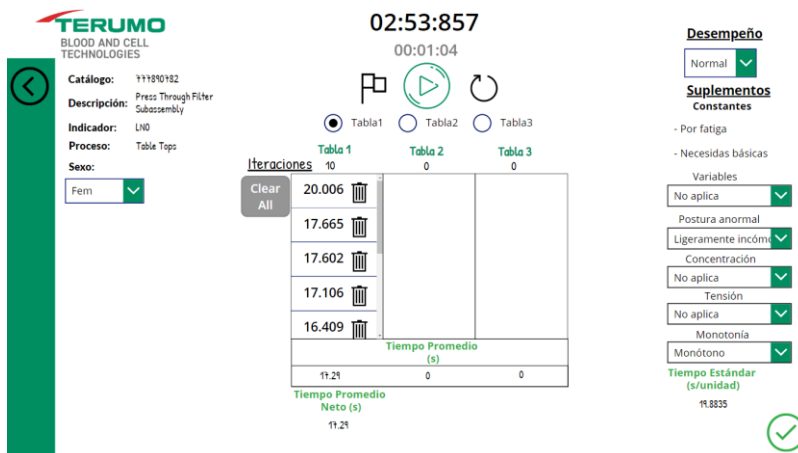 TERUMO
BLOOD AND CELL
TECHNOLOGIES
Catálogo: 777890782
Descripción: Press Through Filter
Subassembly
Indicador: LN0
Proceso: Table Tops
Sexo:
Fem
02:53:857
00:01:04
Tabla1 Tabla2 Tabla3
Tabla 1 Tabla 2 Tabla 3
Iteraciones 10 0 0
Clear
All
20.006
17.665
17.602
17.106
16.409
Tiempo Promedio
(s)
17.29 0 0
Tiempo Promedio
Neto (s)
17.29
Desempeño
Normal
Suplementos
Constantes
- Por fatiga
- Necesidas básicas
Variables
No aplica
Postura anormal
Ligeramente incómo
Concentración
No aplica
Tensión
No aplica
Monotonía
Monótono
Tiempo Estándar
(s/unidad)
19.8835